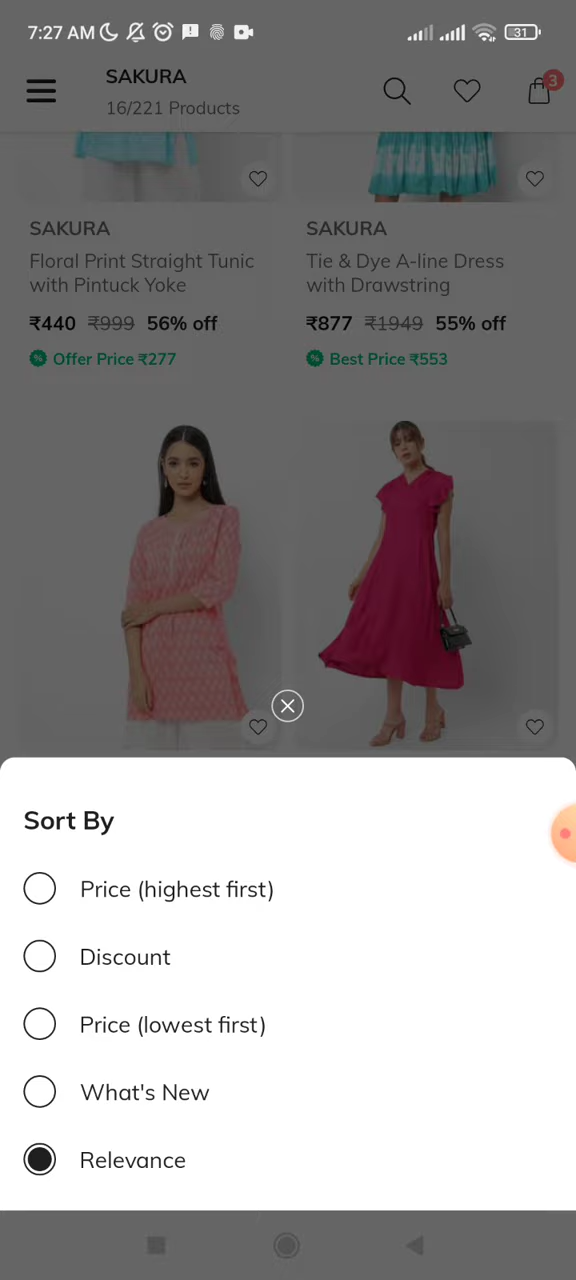 7:27 AM
31
SAKURA
16/221 Products
3
SAKURA
Floral Print Straight Tunic
with Pintuck Yoke
₹440 ₹999 56% off
Offer Price ₹277
SAKURA
Tie & Dye A-line Dress
with Drawstring
₹877 ₹1949 55% off
Best Price ₹553
Sort By
Price (highest first)
Discount
Price (lowest first)
What's New
Relevance